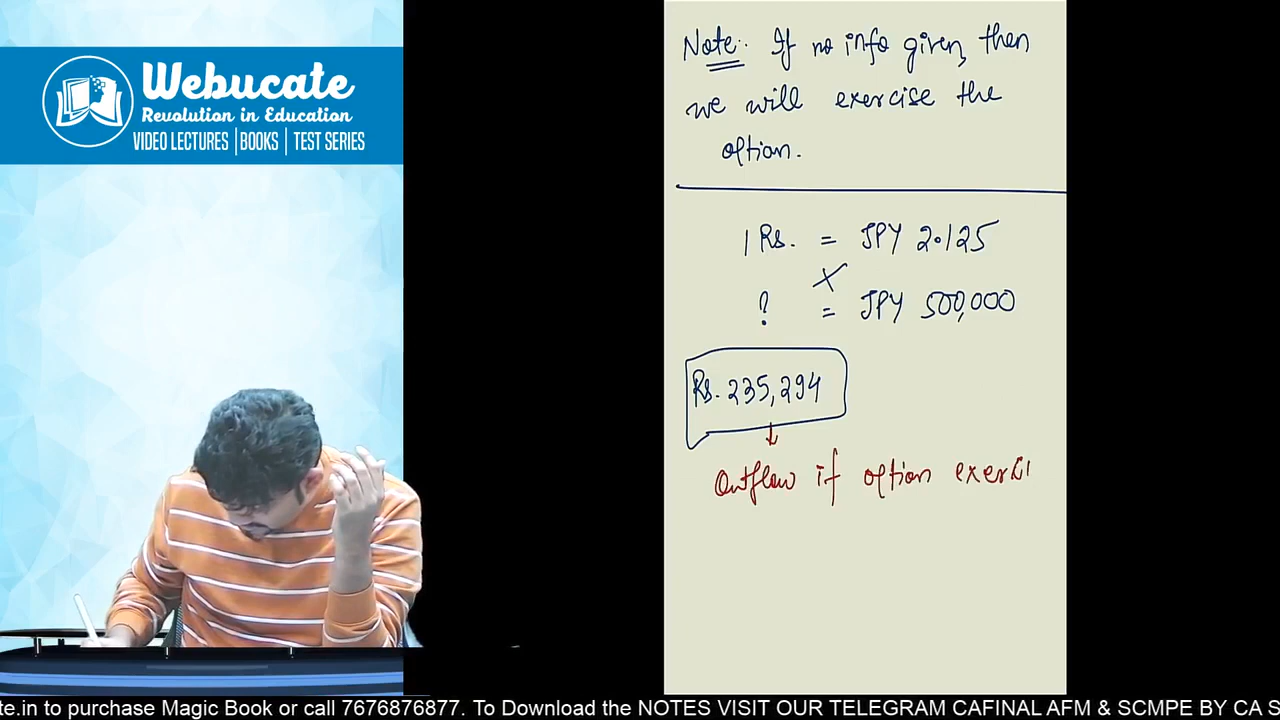 Webucate
Revolution in Education
VIDEO LECTURES | BOOKS | TEST SERIES
Note:- If no info given, then
we will exercise the
option.
1 Rs. = JPY 2.125
? = JPY 500,000
Rs. 235,294
Outflow if option exerci
te.in to purchase Magic Book or call 7676876877. To Download the NOTES VISIT OUR TELEGRAM CAFINAL AFM & SCMPE BY CA S